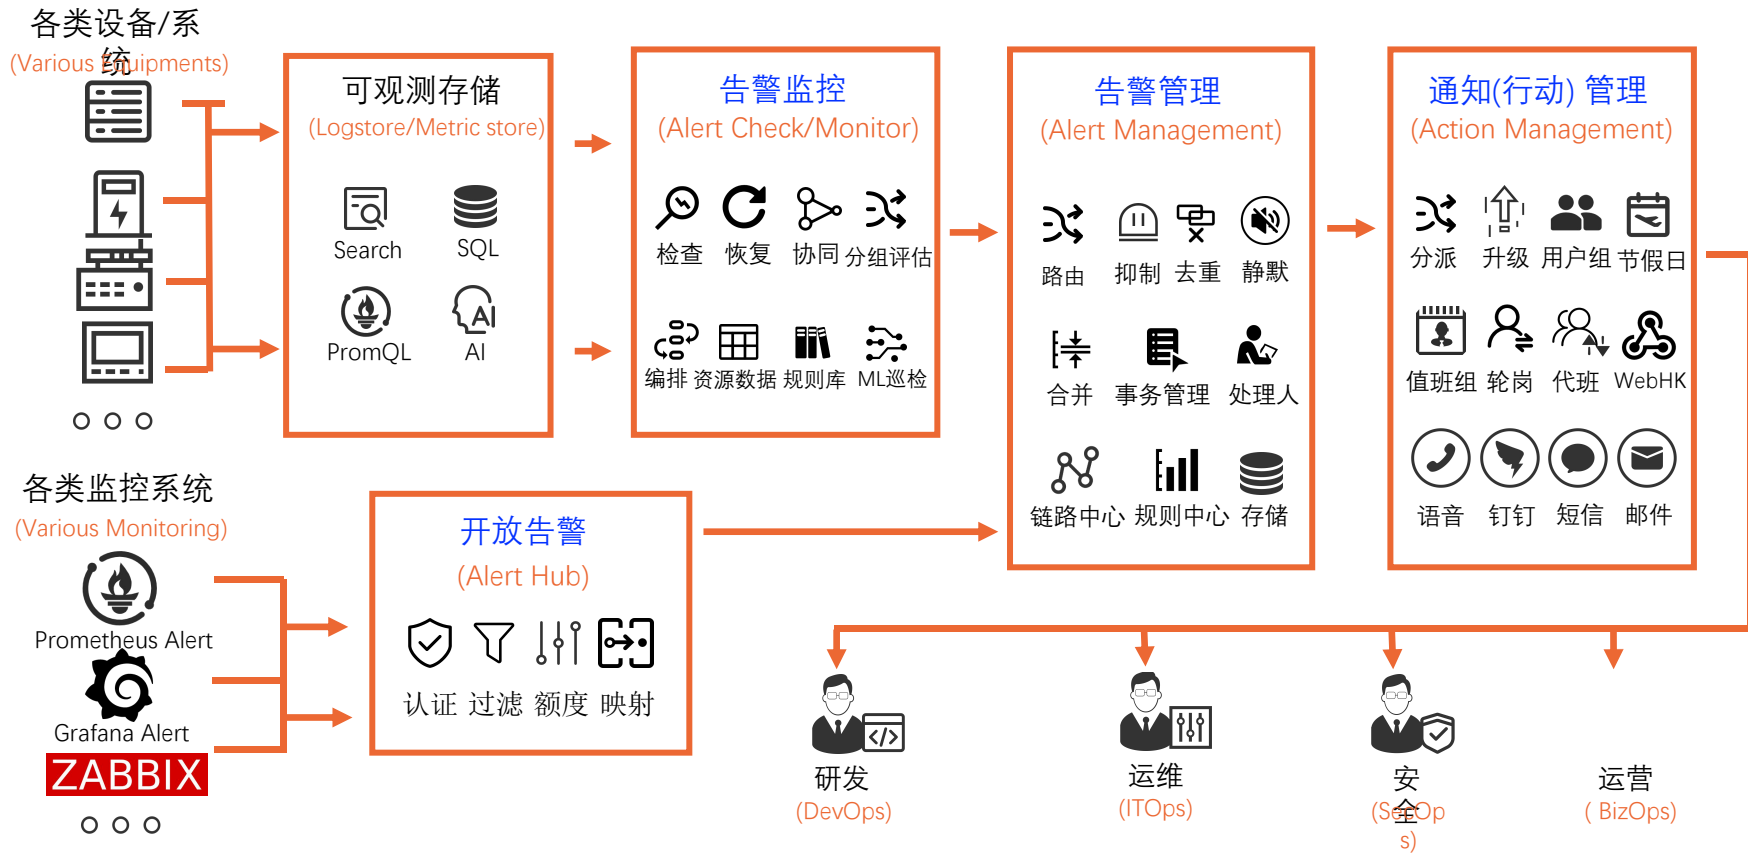 各类设备/系
统
(Various Equipments)
可观测存储
(Logstore/Metric store)
Search
SQL
PromQL
AI
告警监控
(Alert Check/Monitor)
检查 恢复 协同 分组评估
编排 资源数据 规则库 ML巡检
告警管理
(Alert Management)
路由 抑制 去重 静默
合并 事务管理 处理人
链路中心 规则中心 存储
通知(行动) 管理
(Action Management)
分派 升级 用户组 节假日
值班组 轮岗 代班 WebHK
语音 钉钉 短信 邮件
各类监控系统
(Various Monitoring)
Prometheus Alert
Grafana Alert
ZABBIX
开放告警
(Alert Hub)
认证 过滤 额度 映射
研发
(DevOps)
运维
(ITOps)
安
全
(SecOp
s)
运营
( BizOps)